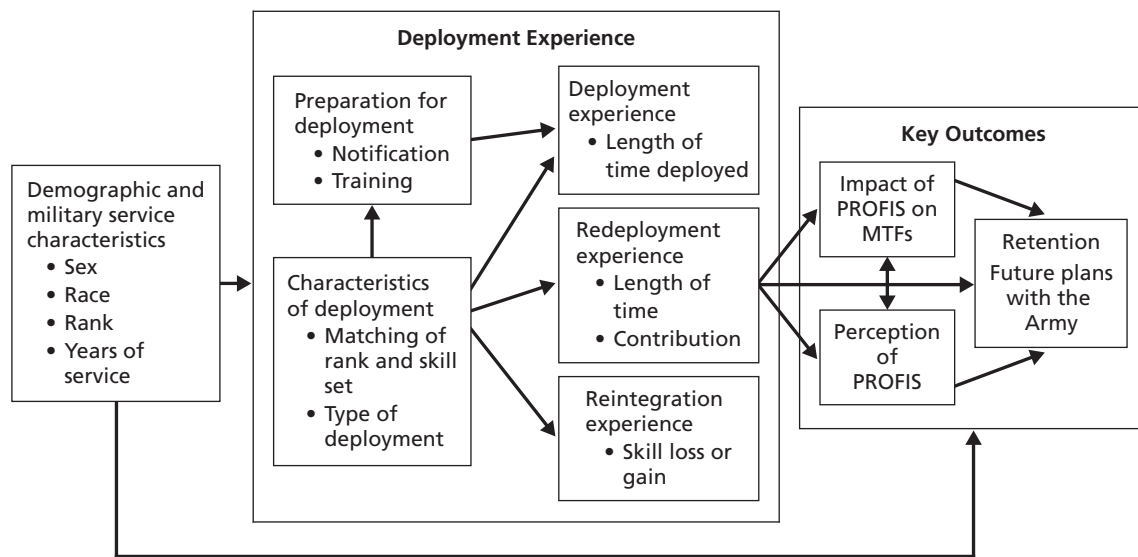 Demographic and
military service
characteristics
• Sex
• Race
• Rank
• Years of
service
Deployment Experience
Preparation for
deployment
• Notification
• Training
Characteristics
of deployment
• Matching of
rank and skill
set
• Type of
deployment
Deployment
experience
• Length of
time deployed
Redeployment
experience
• Length of
time
• Contribution
Reintegration
experience
• Skill loss or
gain
Key Outcomes
Impact of
PROFIS on
MTFs
Perception
of
PROFIS
Retention
Future plans
with the
Army